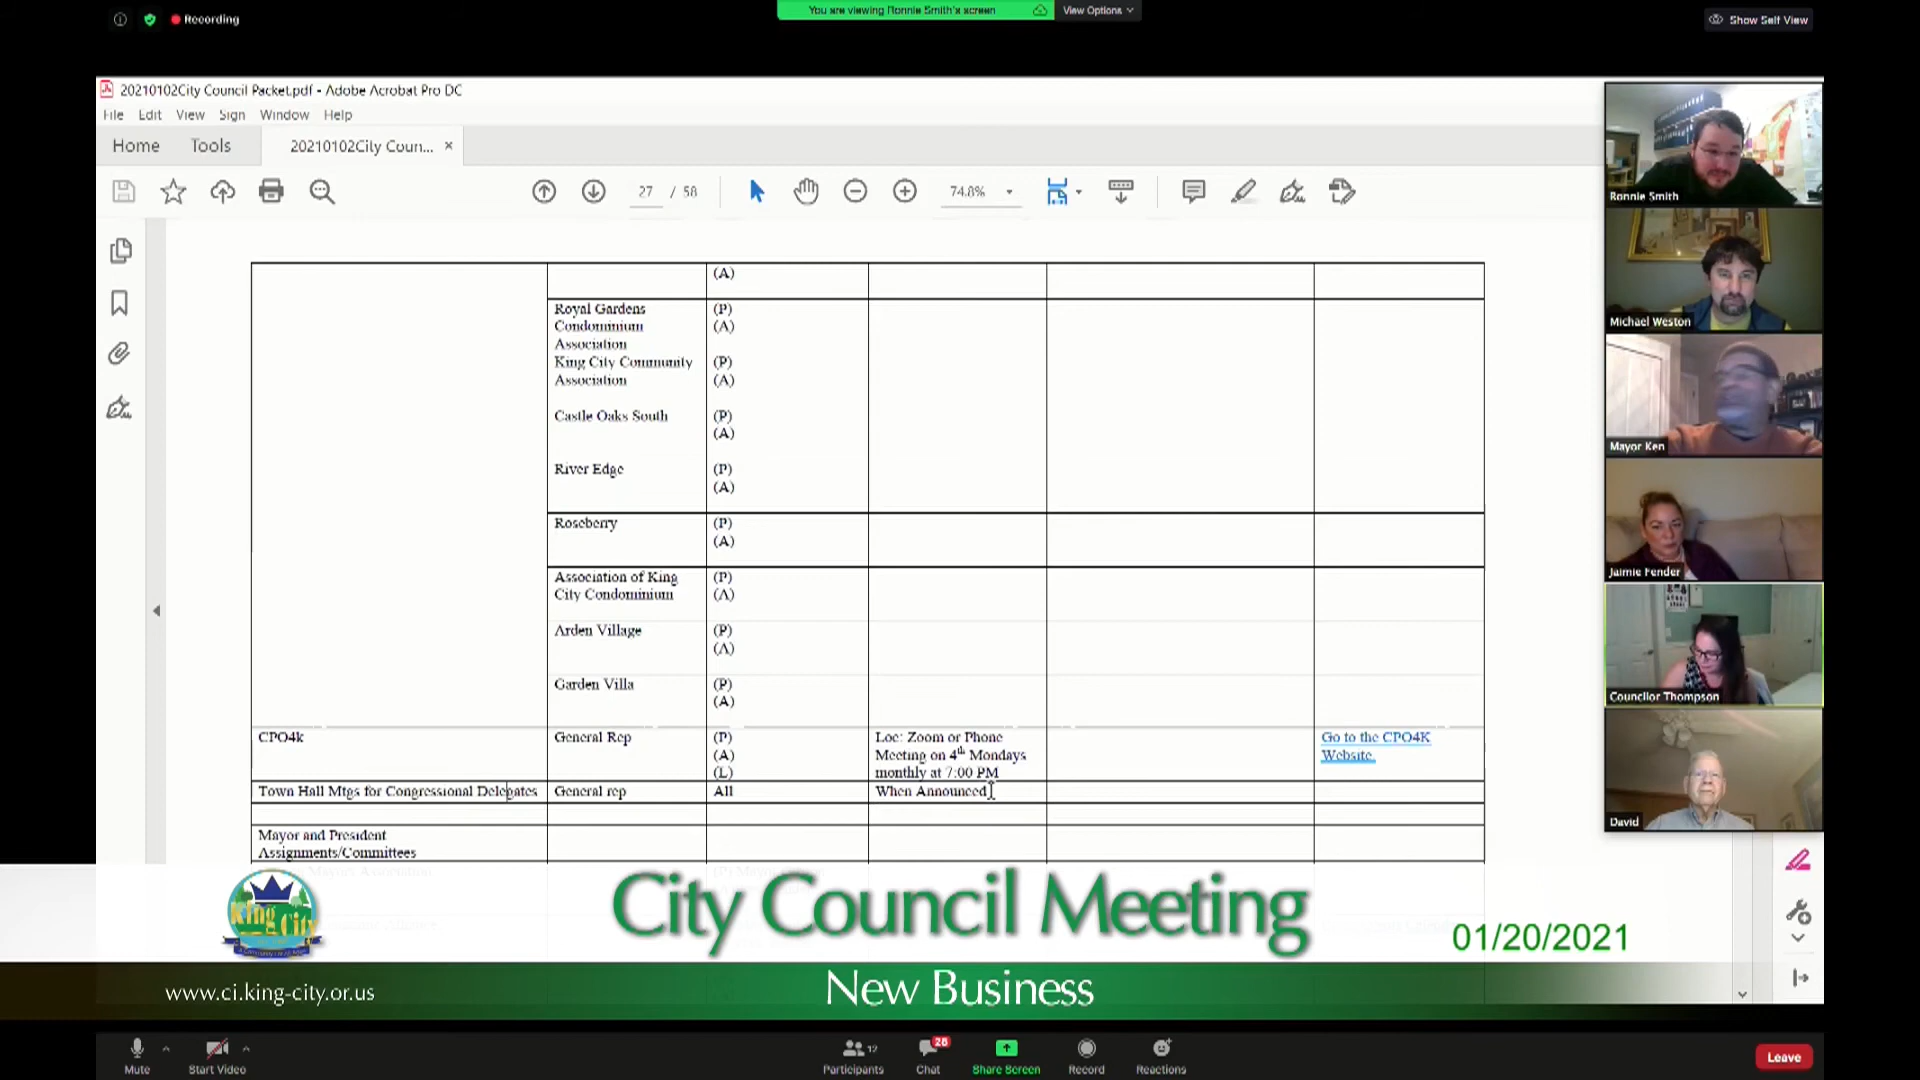 Recording
You are viewing Ronnie Smith's screen
View Options
Show Self View
20210102City Council Packet.pdf - Adobe Acrobat Pro DC
File Edit View Sign Window Help
Home Tools 20210102City Coun... ×
27 / 58 74.8%
(A)
Royal Gardens (P)
Condominium (A)
Association
King City Community (P)
Association (A)
Castle Oaks South (P)
(A)
River Edge (P)
(A)
Roseberry (P)
(A)
Association of King (P)
City Condominium (A)
Arden Village (P)
(A)
Garden Villa (P)
(A)
CPO4k General Rep (P) Loc: Zoom or Phone Go to the CPO4K
(A) Meeting on 4th Mondays Website.
(L) monthly at 7:00 PM
Town Hall Mtgs for Congressional Delegates General rep All When Announced
Mayor and President
Assignments/Committees
Ronnie Smith
Michael Weston
Mayor Ken
Jaimie Fender
Councilor Thompson
David
King City
City Council Meeting
01/20/2021
www.ci.king-city.or.us
New Business
Mute
Start Video
12
Participants
28
Chat
Share Screen
Record
Reactions
Leave